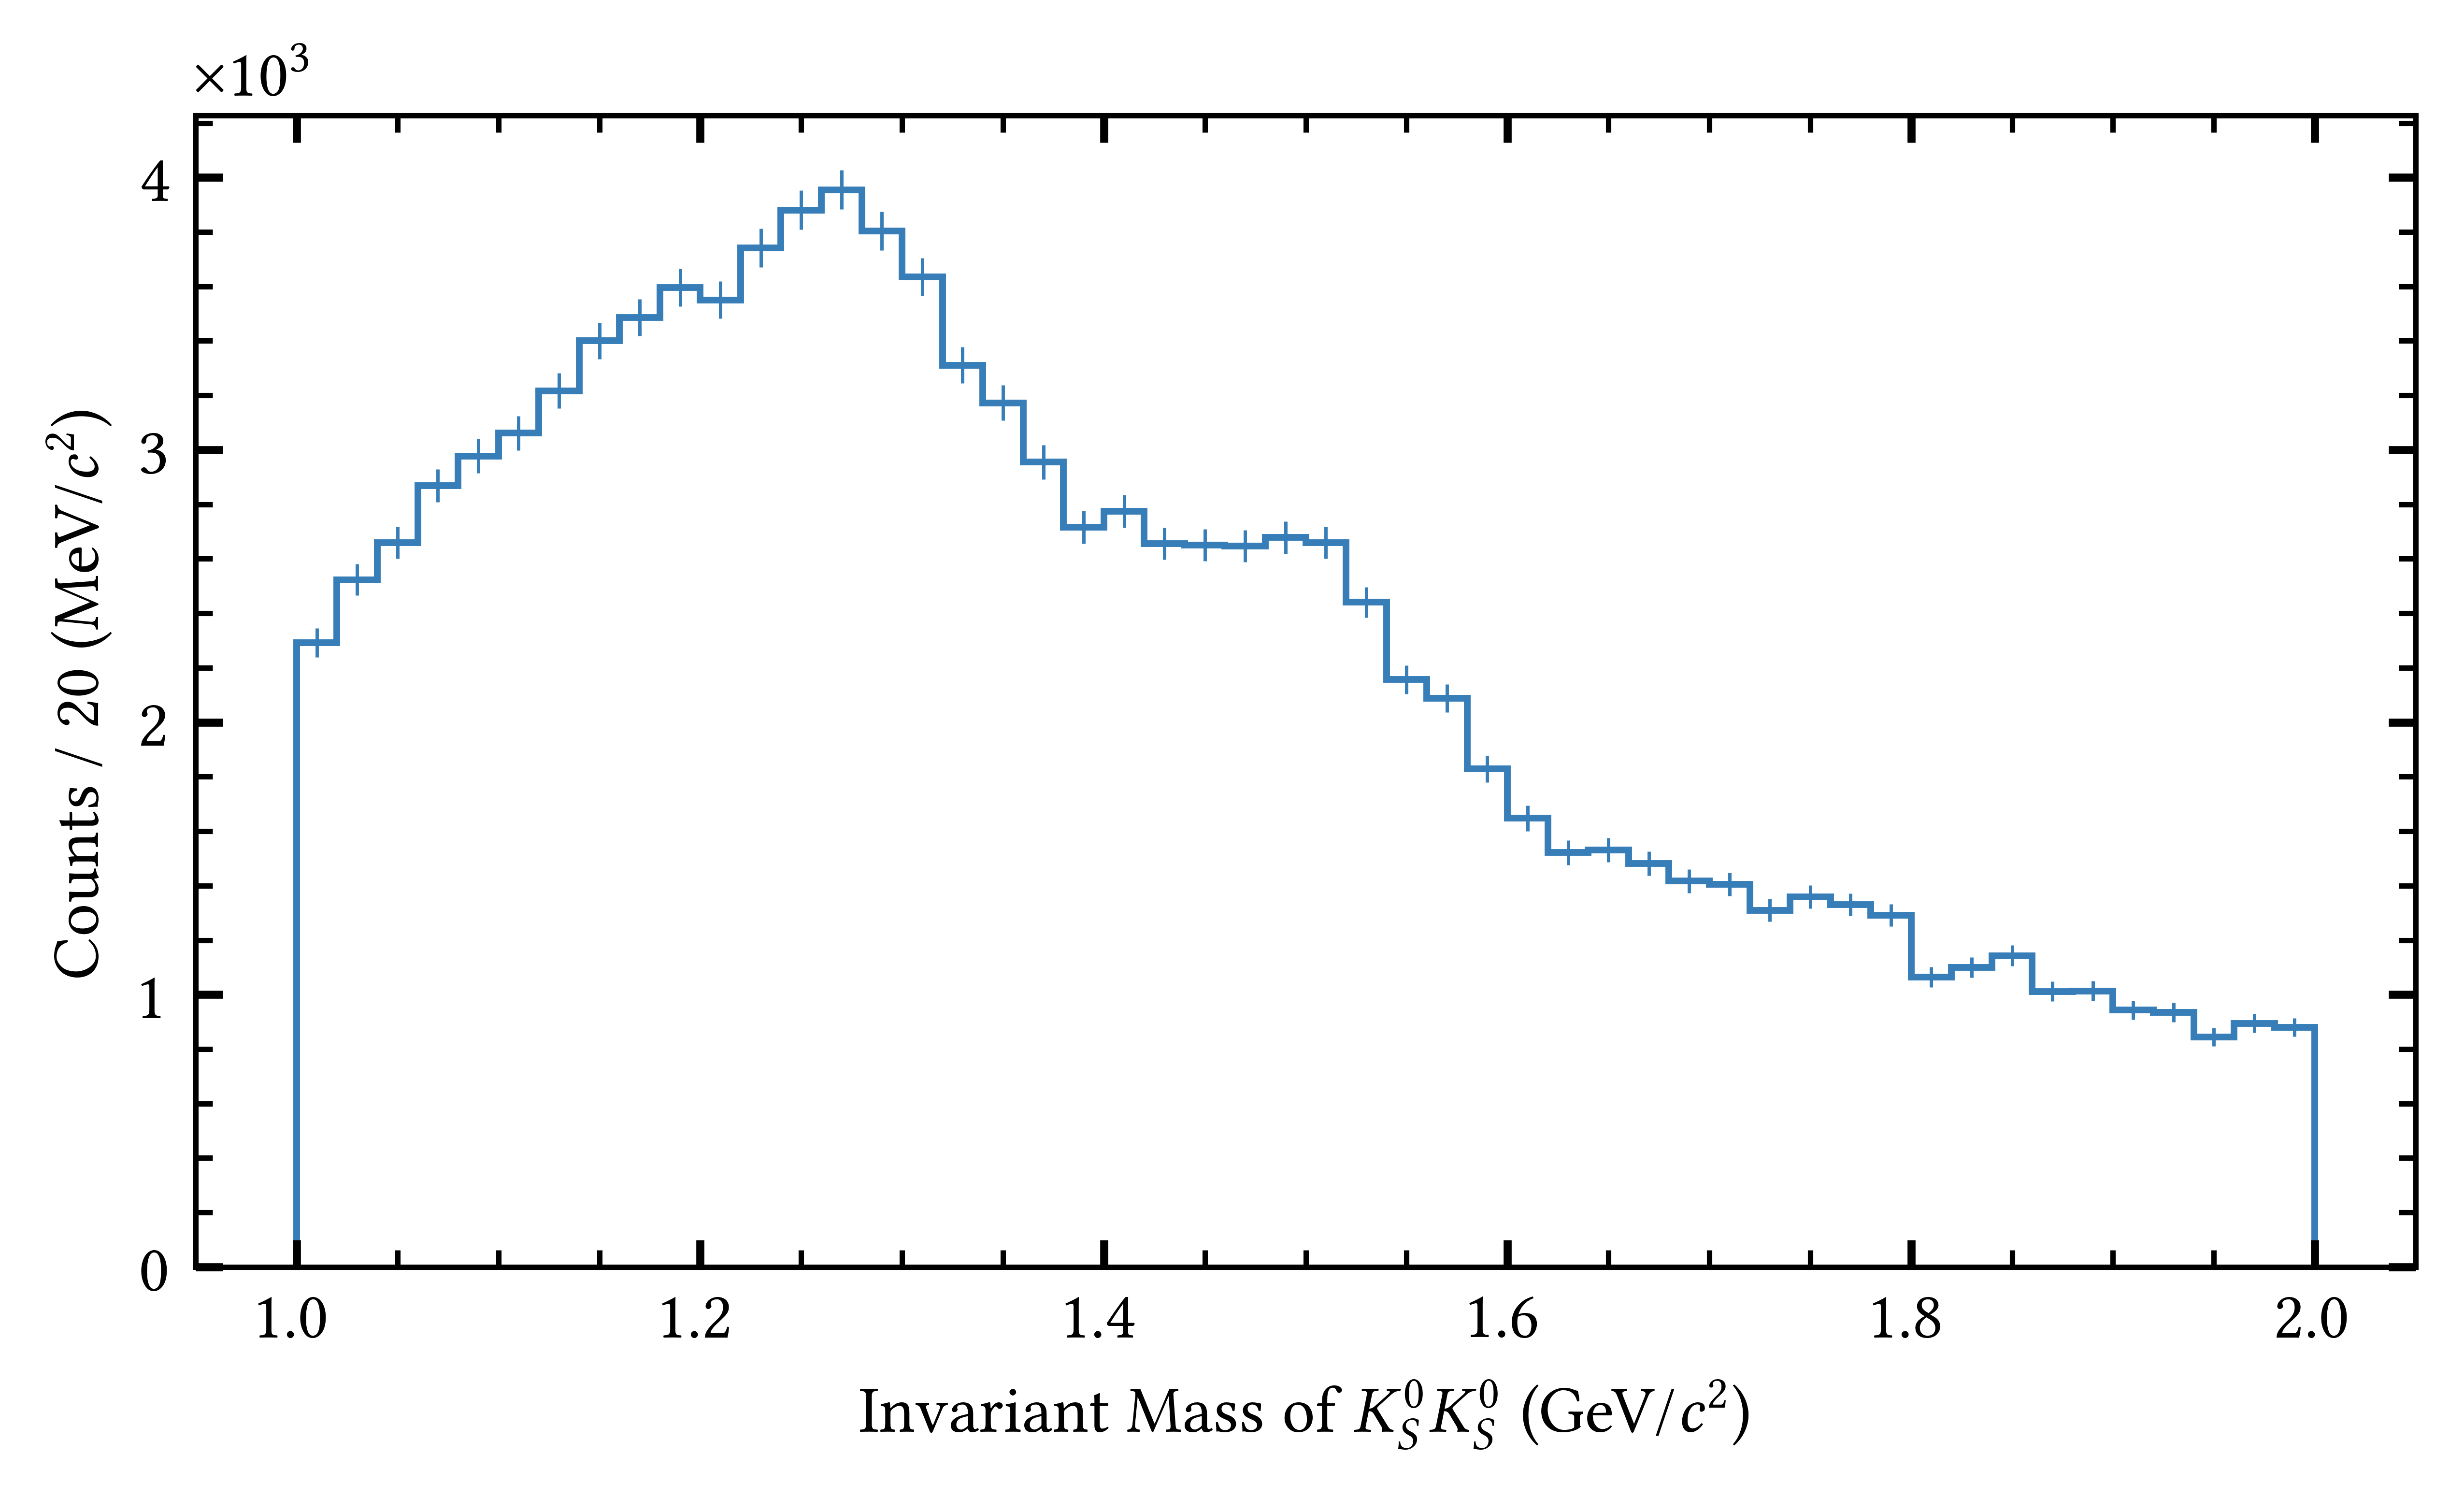 ×10³
4
3
2
1
0
Counts / 20 (MeV/c²)
1.0 1.2 1.4 1.6 1.8 2.0
Invariant Mass of K⁰_S K⁰_S (GeV/c²)